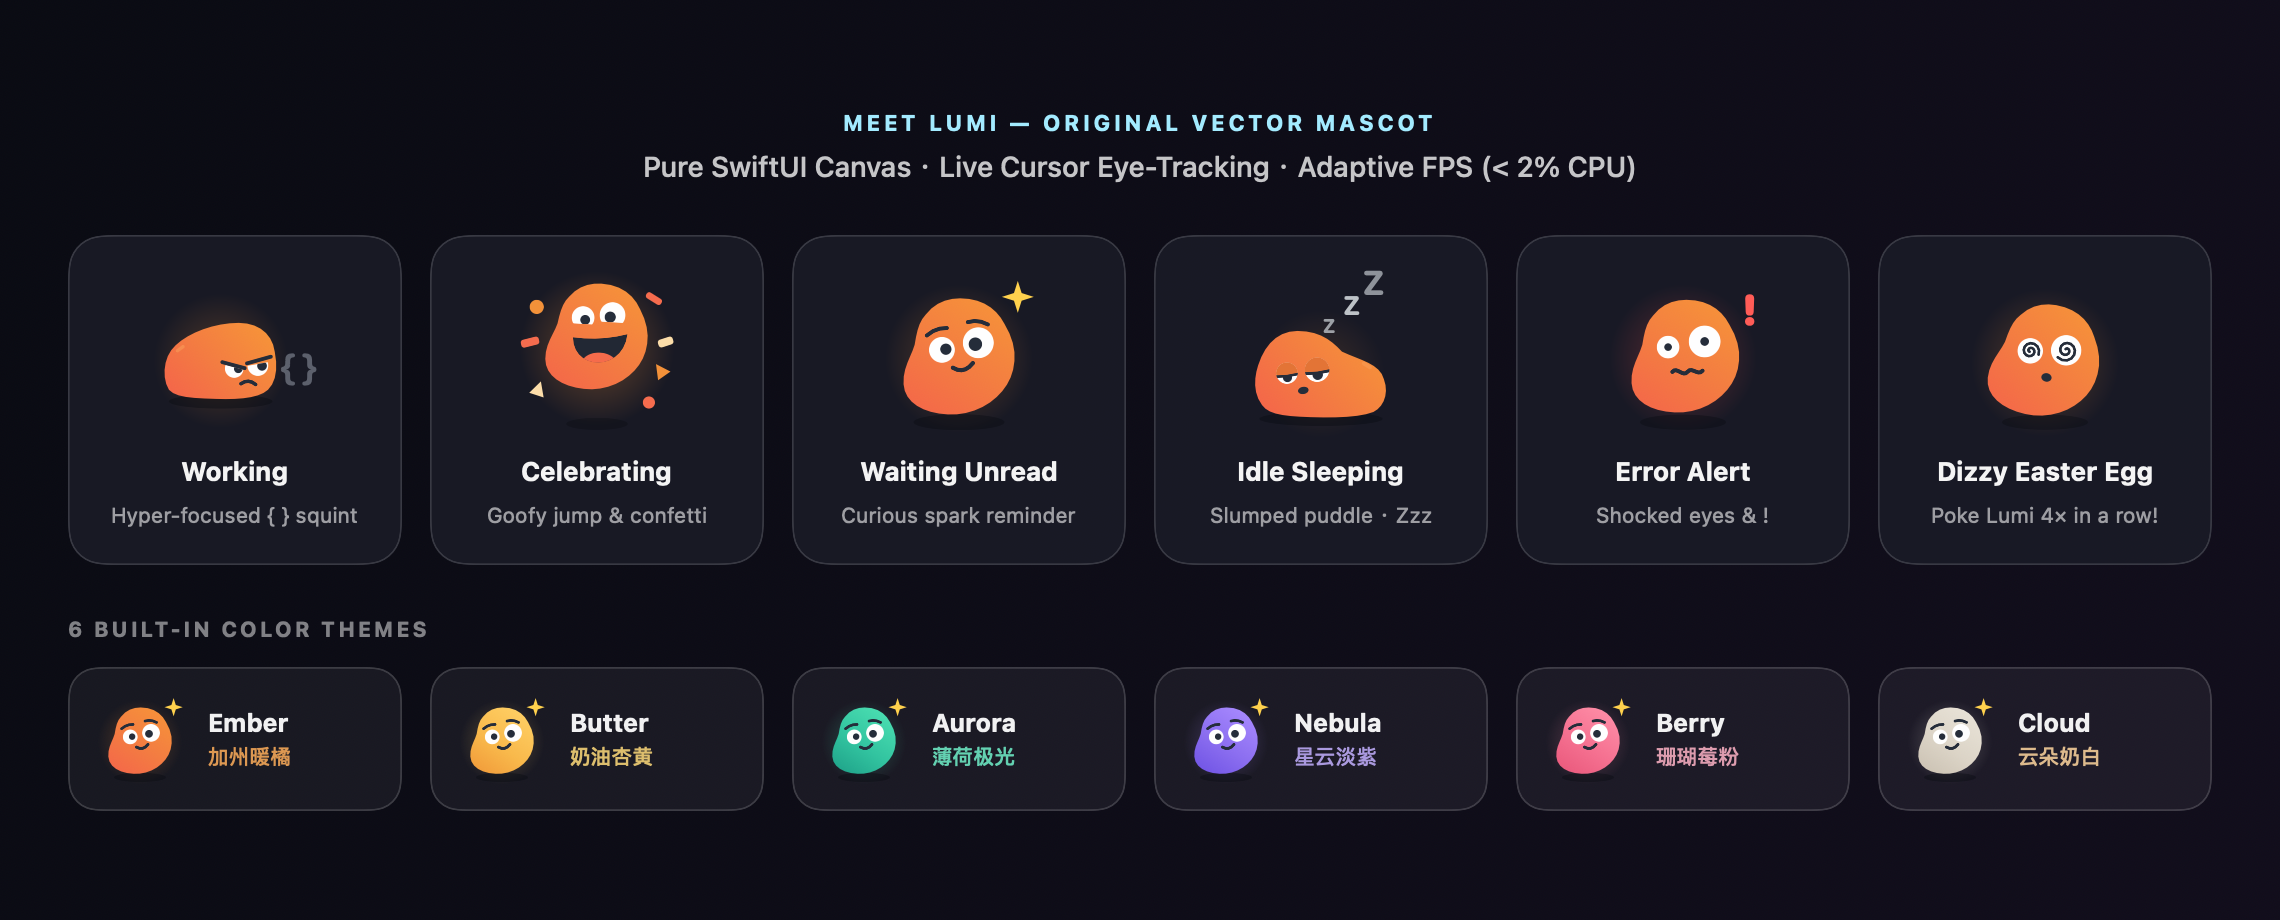 MEET LUMI — ORIGINAL VECTOR MASCOT
Pure SwiftUI Canvas · Live Cursor Eye-Tracking · Adaptive FPS (< 2% CPU)
{ }
Working
Hyper-focused { } squint
Celebrating
Goofy jump & confetti
Waiting Unread
Curious spark reminder
z z z
Idle Sleeping
Slumped puddle · Zzz
!
Error Alert
Shocked eyes & !
Dizzy Easter Egg
Poke Lumi 4× in a row!
6 BUILT-IN COLOR THEMES
Ember
加州暖橘
Butter
奶油杏黄
Aurora
薄荷极光
Nebula
星云淡紫
Berry
珊瑚莓粉
Cloud
云朵奶白